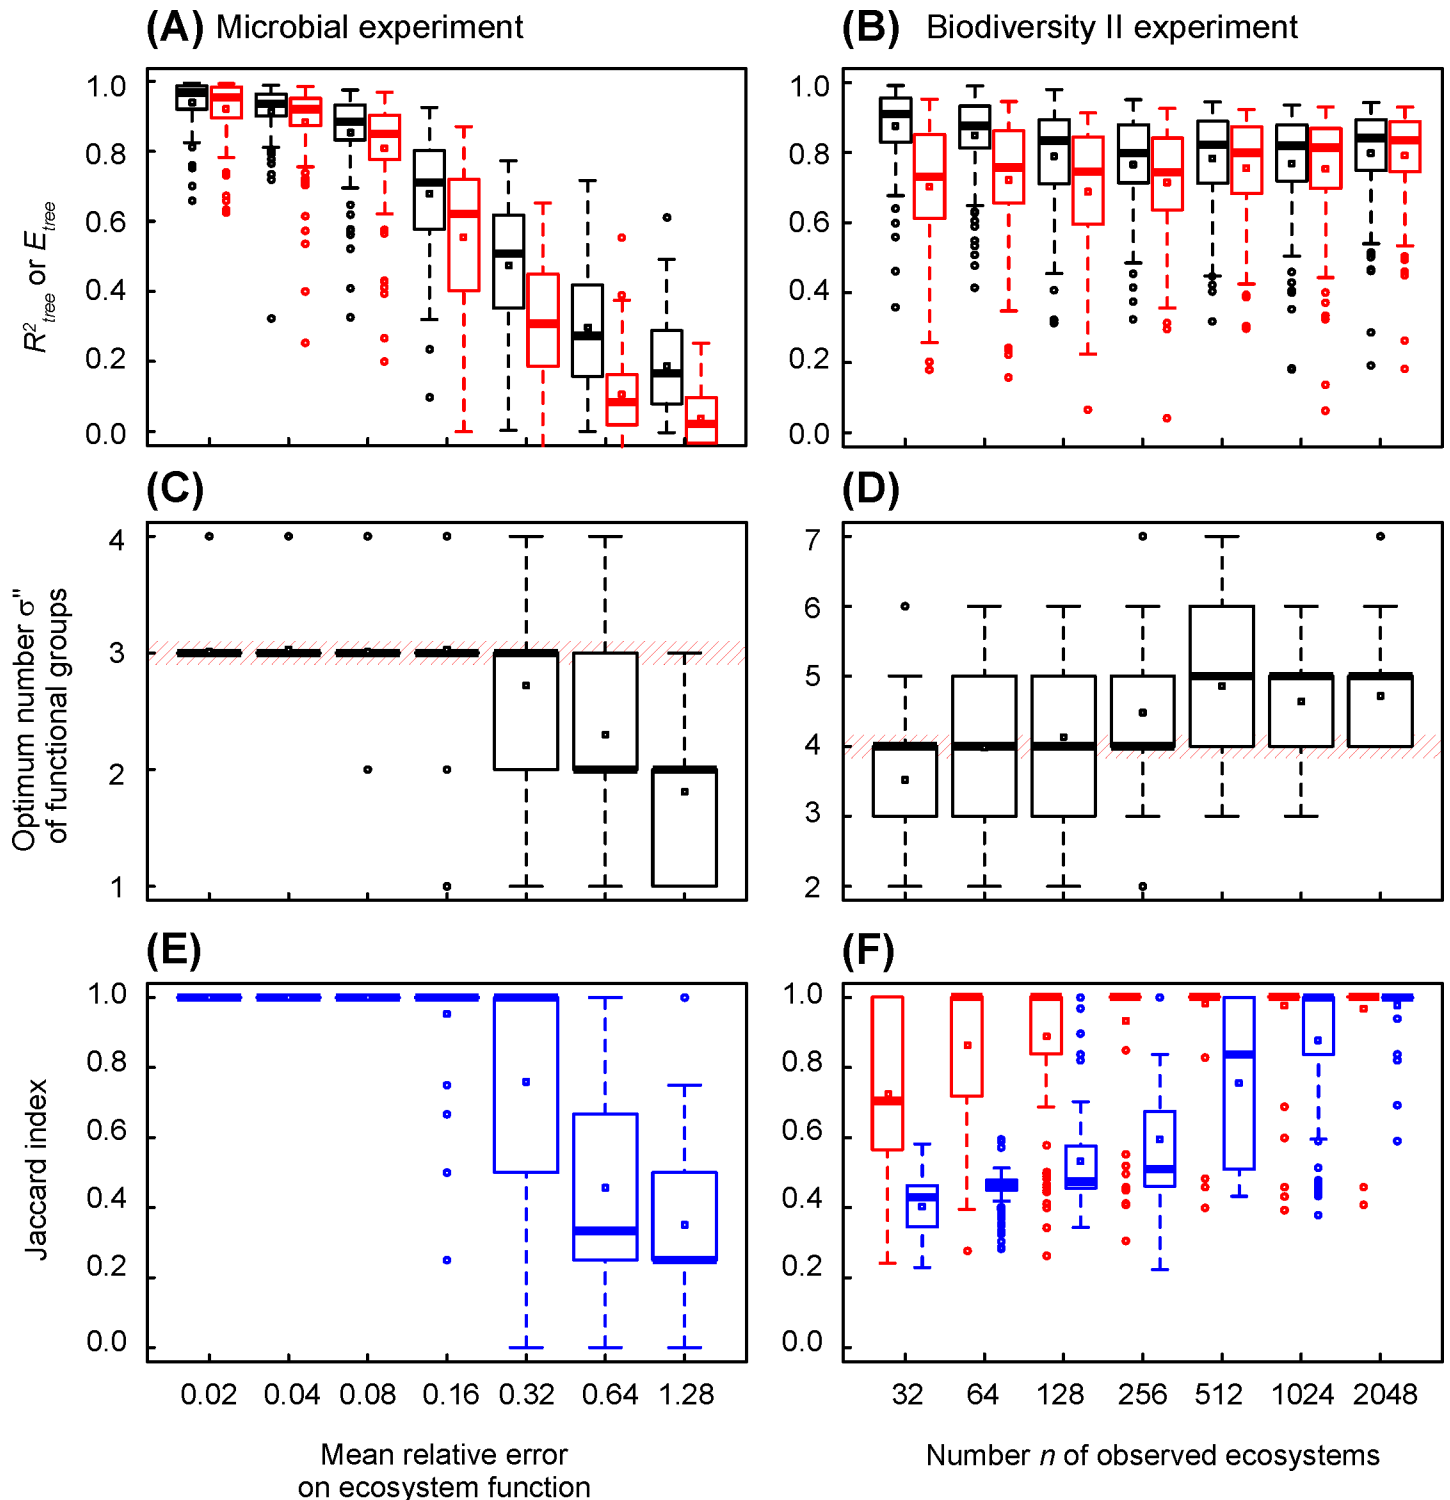 (A) Microbial experiment
(B) Biodiversity II experiment
R²tree or Etree
1.0
0.8
0.6
0.4
0.2
0.0
1.0
0.8
0.6
0.4
0.2
0.0
(C)
(D)
Optimum number σ"
of functional groups
4
3
2
1
7
6
5
4
3
2
(E)
(F)
Jaccard index
1.0
0.8
0.6
0.4
0.2
0.0
1.0
0.8
0.6
0.4
0.2
0.0
0.02 0.04 0.08 0.16 0.32 0.64 1.28
32 64 128 256 512 1024 2048
Mean relative error
on ecosystem function
Number n of observed ecosystems